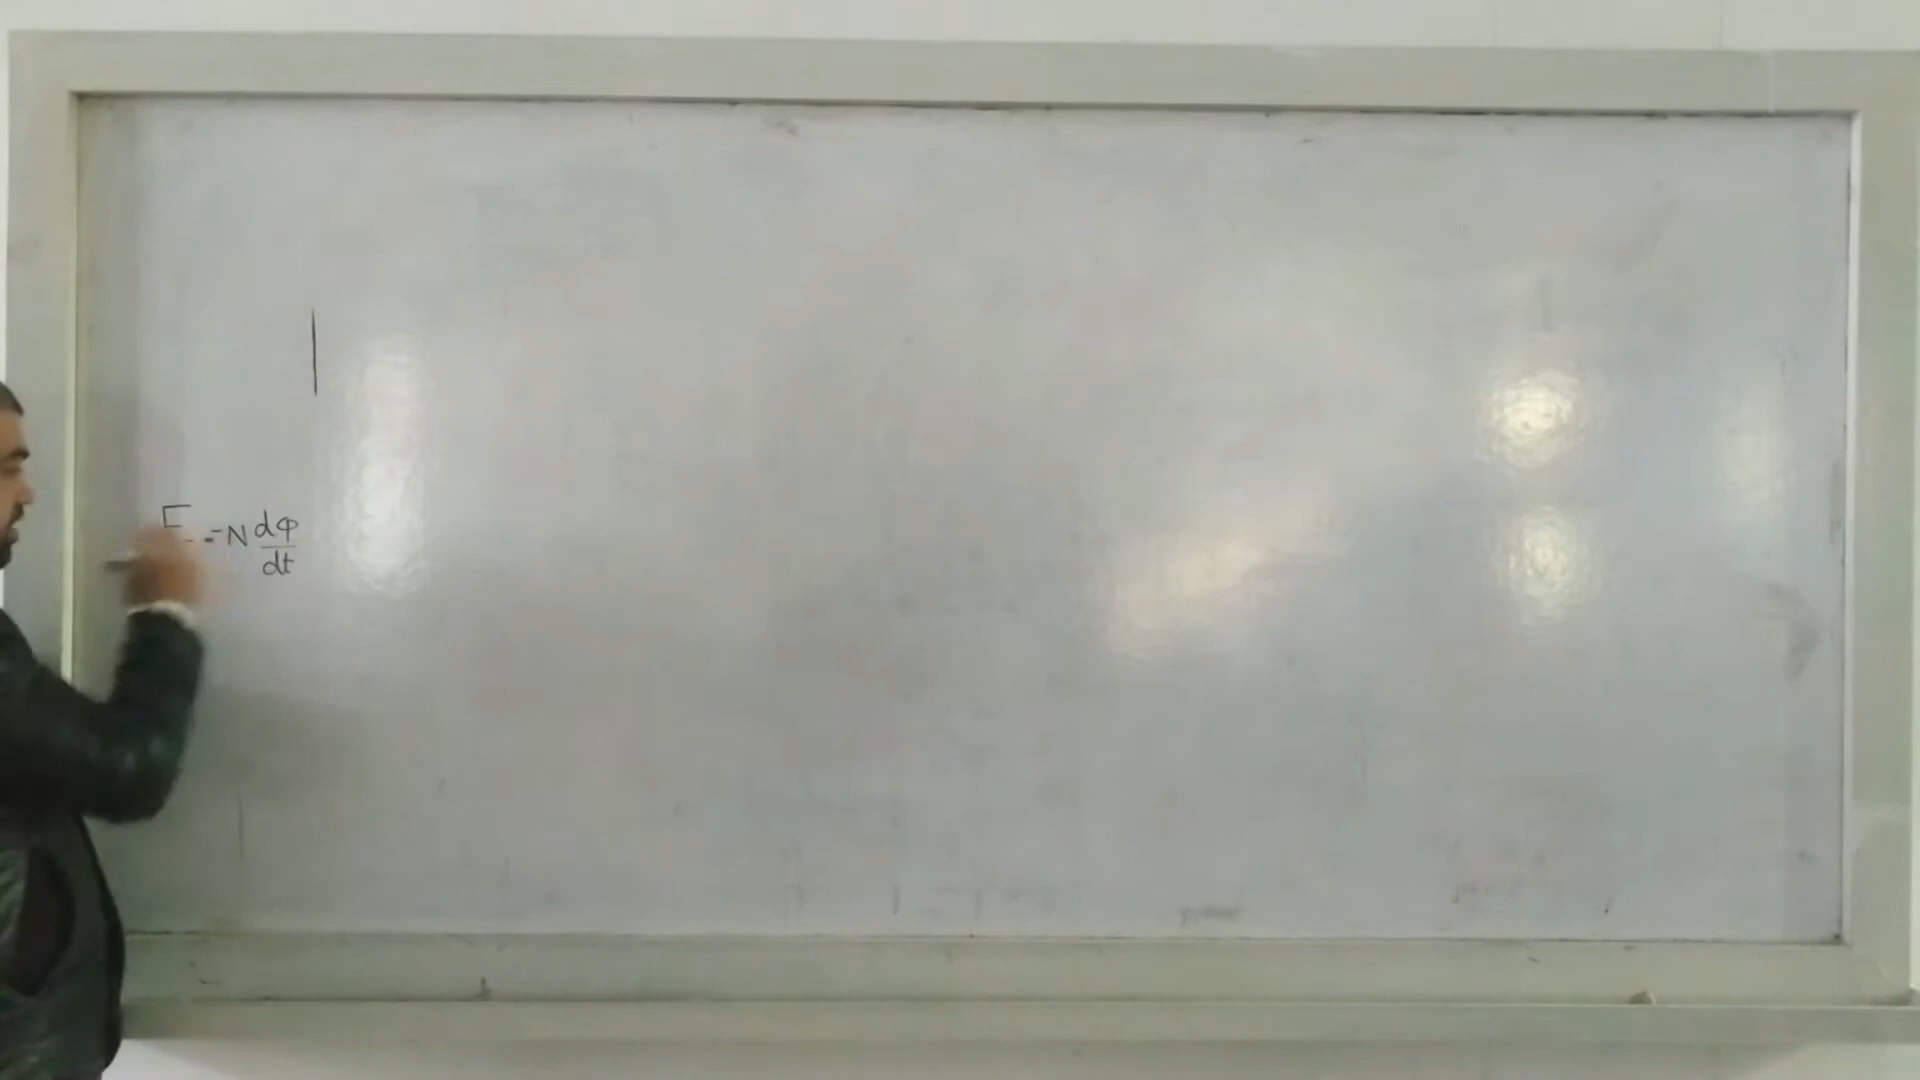 E = -N dφ/dt